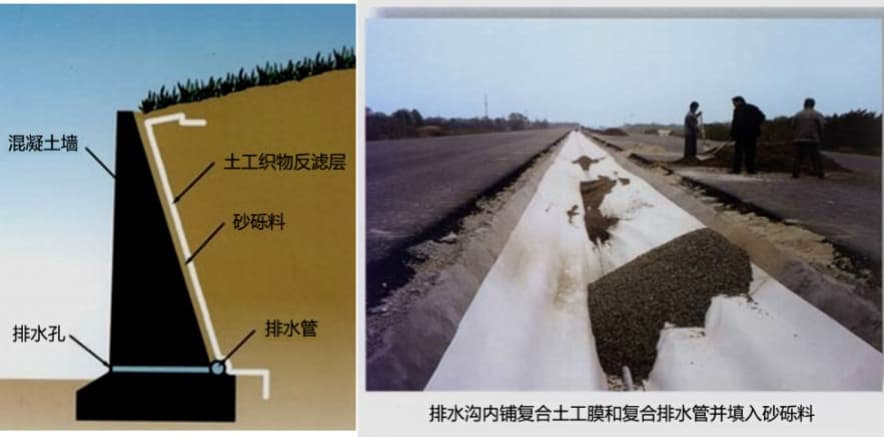 混凝土墙
土工织物反滤层
砂砾料
排水孔
排水管
排水沟内铺复合土工膜和复合排水管并填入砂砾料